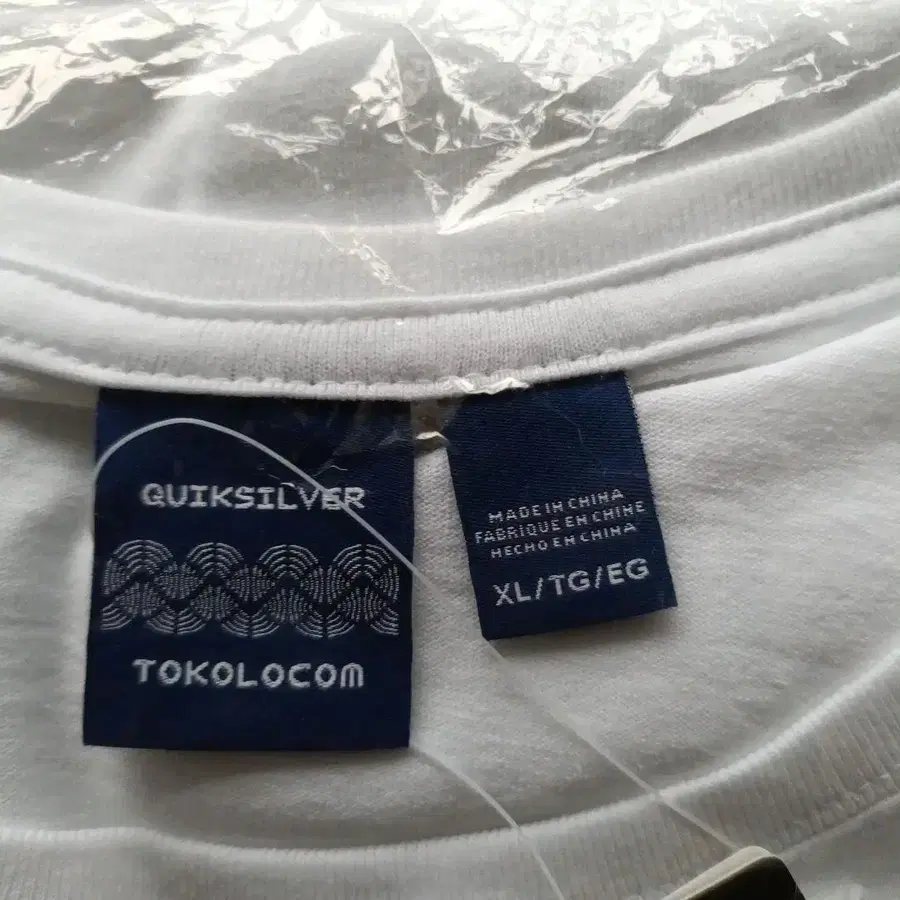 QUIKSILVER
TOKOLOCOM
MADE IN CHINA
FABRIQUE EN CHINE
HECHO EN CHINA
XL/TG/EG